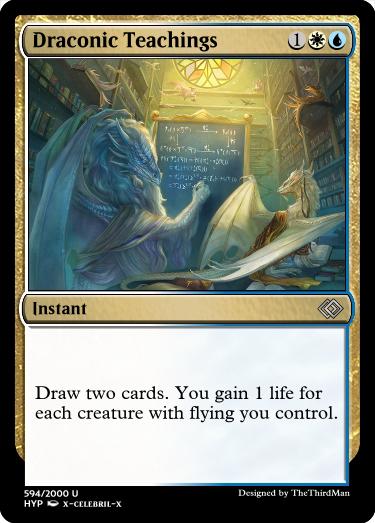 Draconic Teachings 1
Instant
Draw two cards. You gain 1 life for
each creature with flying you control.
594/2000 U
HYP X-CELEBRIL-X
Designed by TheThirdMan